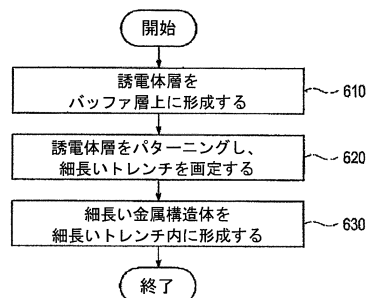 開始
誘電体層を
バッファ層上に形成する
610
誘電体層をパターニングし、
細長いトレンチを画定する
620
細長い金属構造体を
細長いトレンチ内に形成する
630
終了